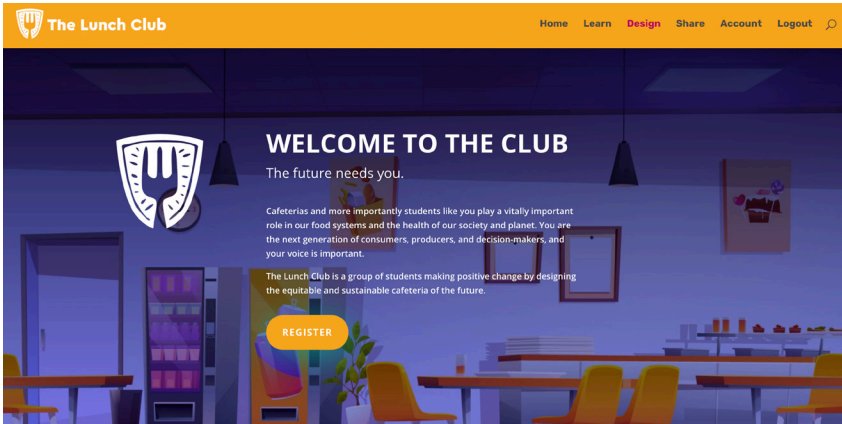 The Lunch Club
Home Learn Design Share Account Logout
WELCOME TO THE CLUB
The future needs you.
Cafeterias and more importantly students like you play a vitally important
role in our food systems and the health of our society and planet. You are
the next generation of consumers, producers, and decision-makers, and
your voice is important.
The Lunch Club is a group of students making positive change by designing
the equitable and sustainable cafeteria of the future.
REGISTER